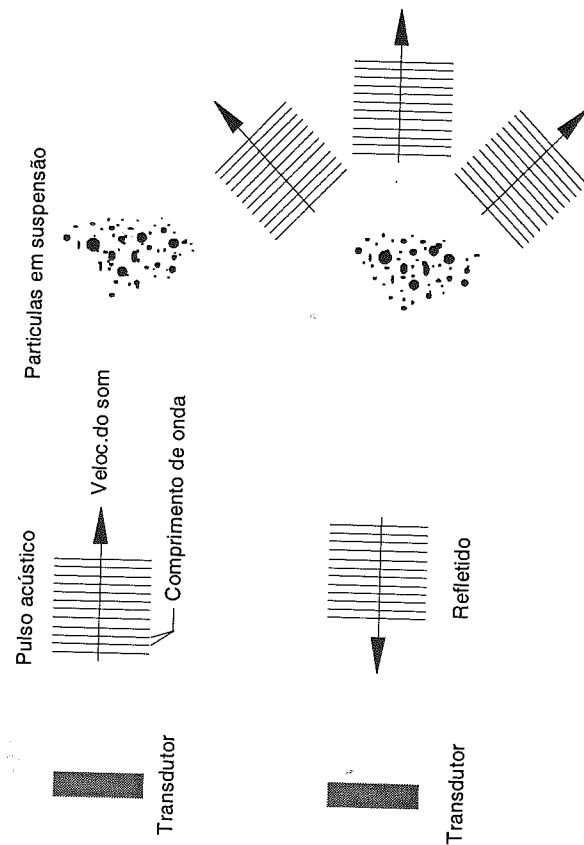 Pulso acústico
Partículas em suspensão
Veloc.do som
Comprimento de onda
Transdutor
Refletido
Transdutor